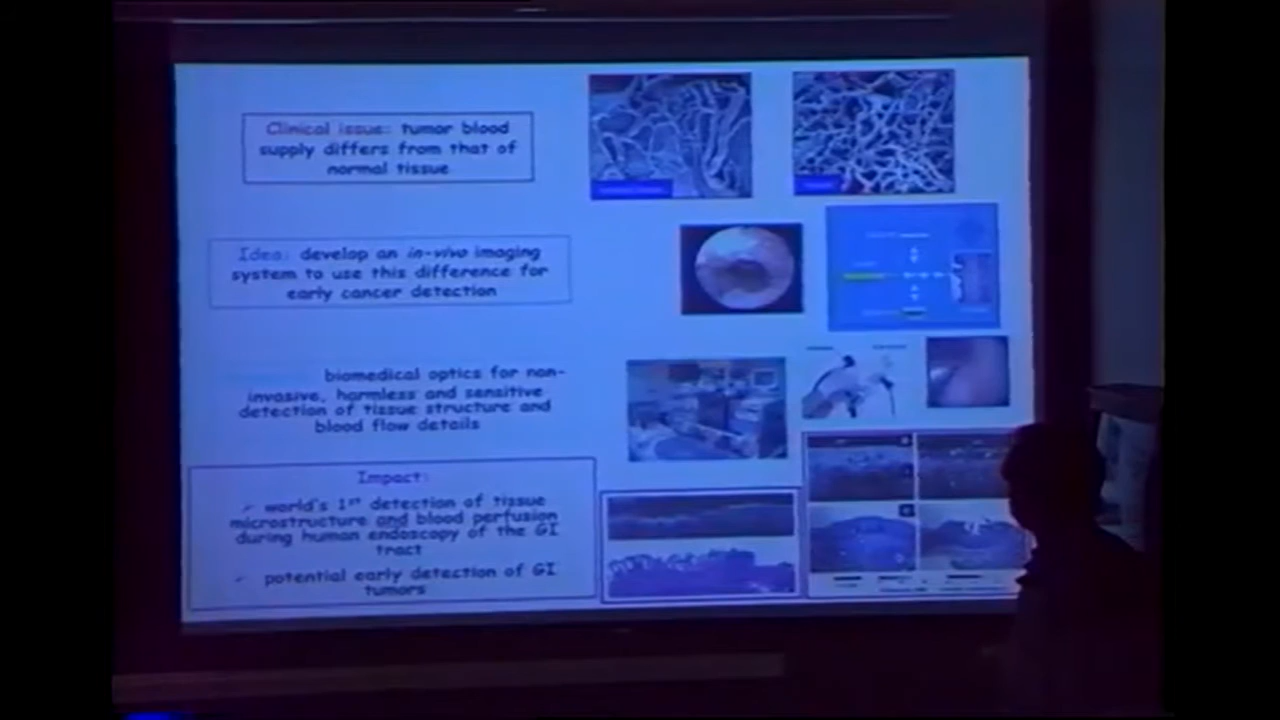 Clinical issue: tumor blood
supply differs from that of
normal tissue
Idea: develop an in-vivo imaging
system to use this difference for
early cancer detection
biomedical optics for non-
invasive, harmless and sensitive
detection of tissue structure and
blood flow details
Impact:
✓ world's 1st detection of tissue
microstructure and blood perfusion
during human endoscopy of the GI
tract
✓ potential early detection of GI
tumors